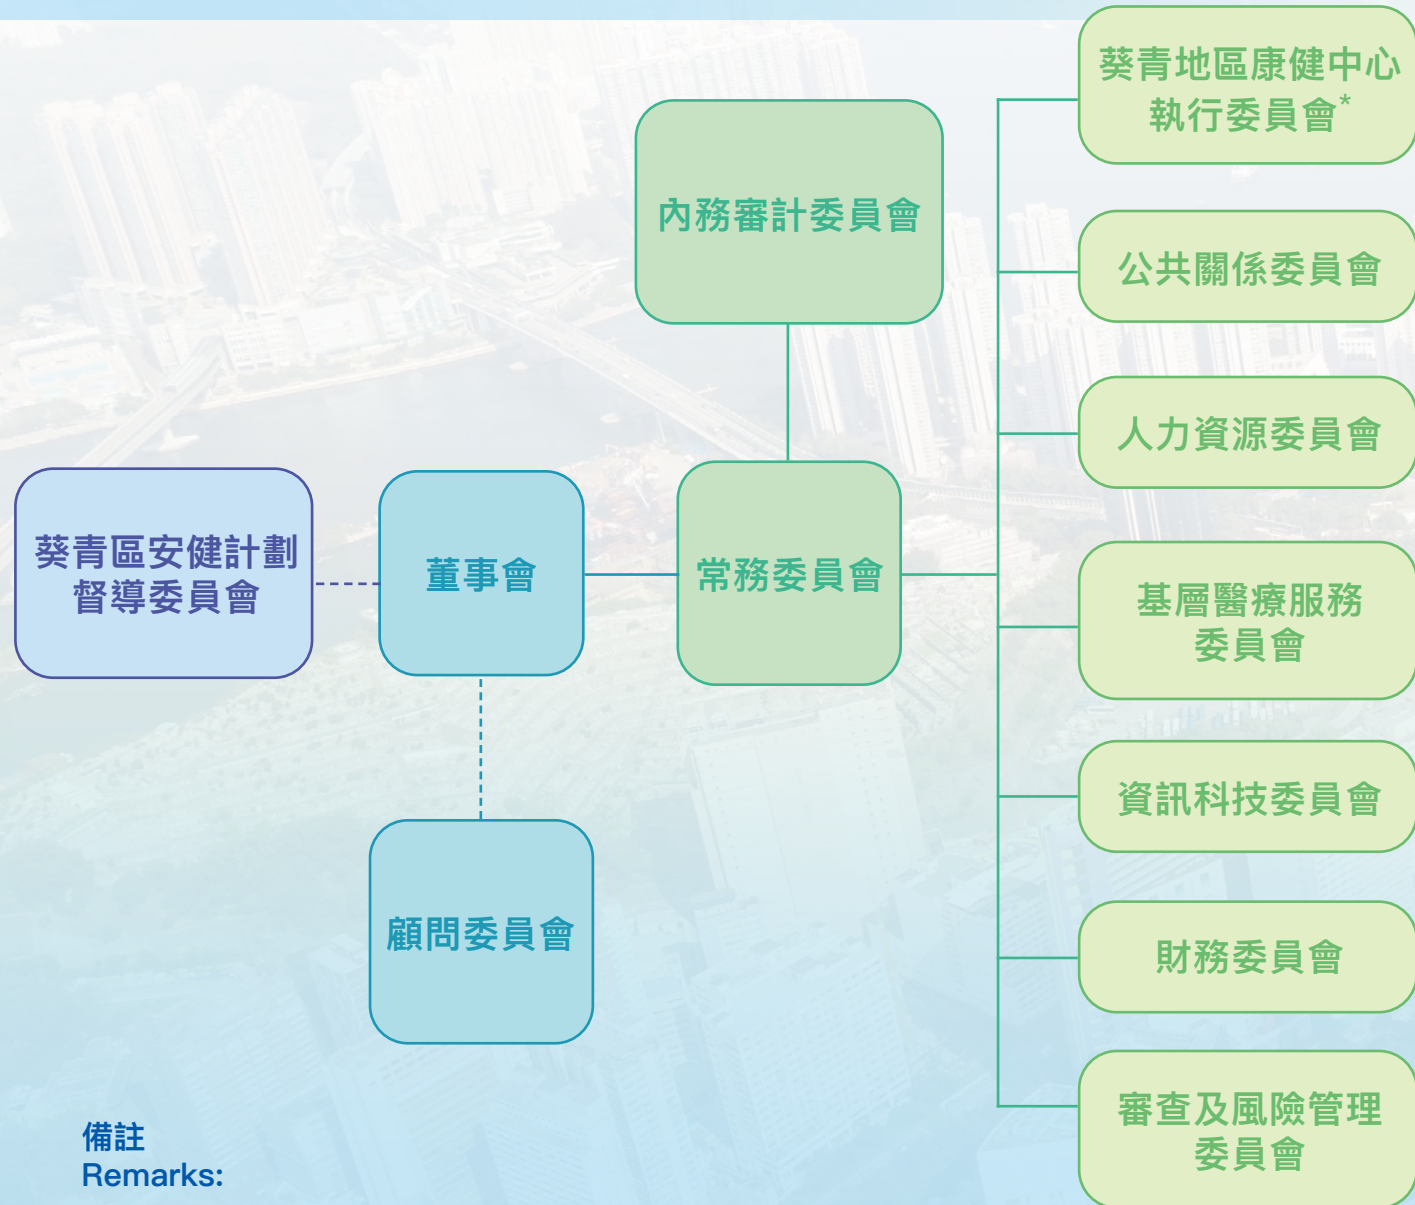 葵青地區康健中心
執行委員會*
內務審計委員會
公共關係委員會
人力資源委員會
葵青區安健計劃
督導委員會
董事會
常務委員會
基層醫療服務
委員會
資訊科技委員會
顧問委員會
財務委員會
審查及風險管理
委員會
備註
Remarks: